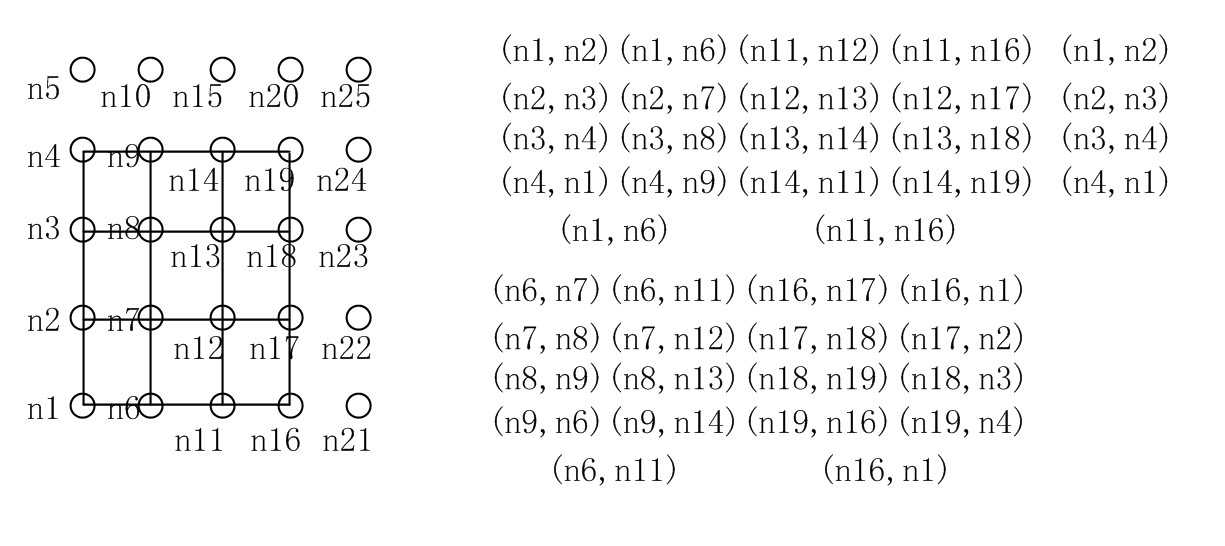 n5 n10 n15 n20 n25
n4 n9 n14 n19 n24
n3 n8 n13 n18 n23
n2 n7 n12 n17 n22
n1 n6 n11 n16 n21
(n1, n2) (n1, n6) (n11, n12) (n11, n16) (n1, n2)
(n2, n3) (n2, n7) (n12, n13) (n12, n17) (n2, n3)
(n3, n4) (n3, n8) (n13, n14) (n13, n18) (n3, n4)
(n4, n1) (n4, n9) (n14, n11) (n14, n19) (n4, n1)
(n1, n6) (n11, n16)
(n6, n7) (n6, n11) (n16, n17) (n16, n1)
(n7, n8) (n7, n12) (n17, n18) (n17, n2)
(n8, n9) (n8, n13) (n18, n19) (n18, n3)
(n9, n6) (n9, n14) (n19, n16) (n19, n4)
(n6, n11) (n16, n1)